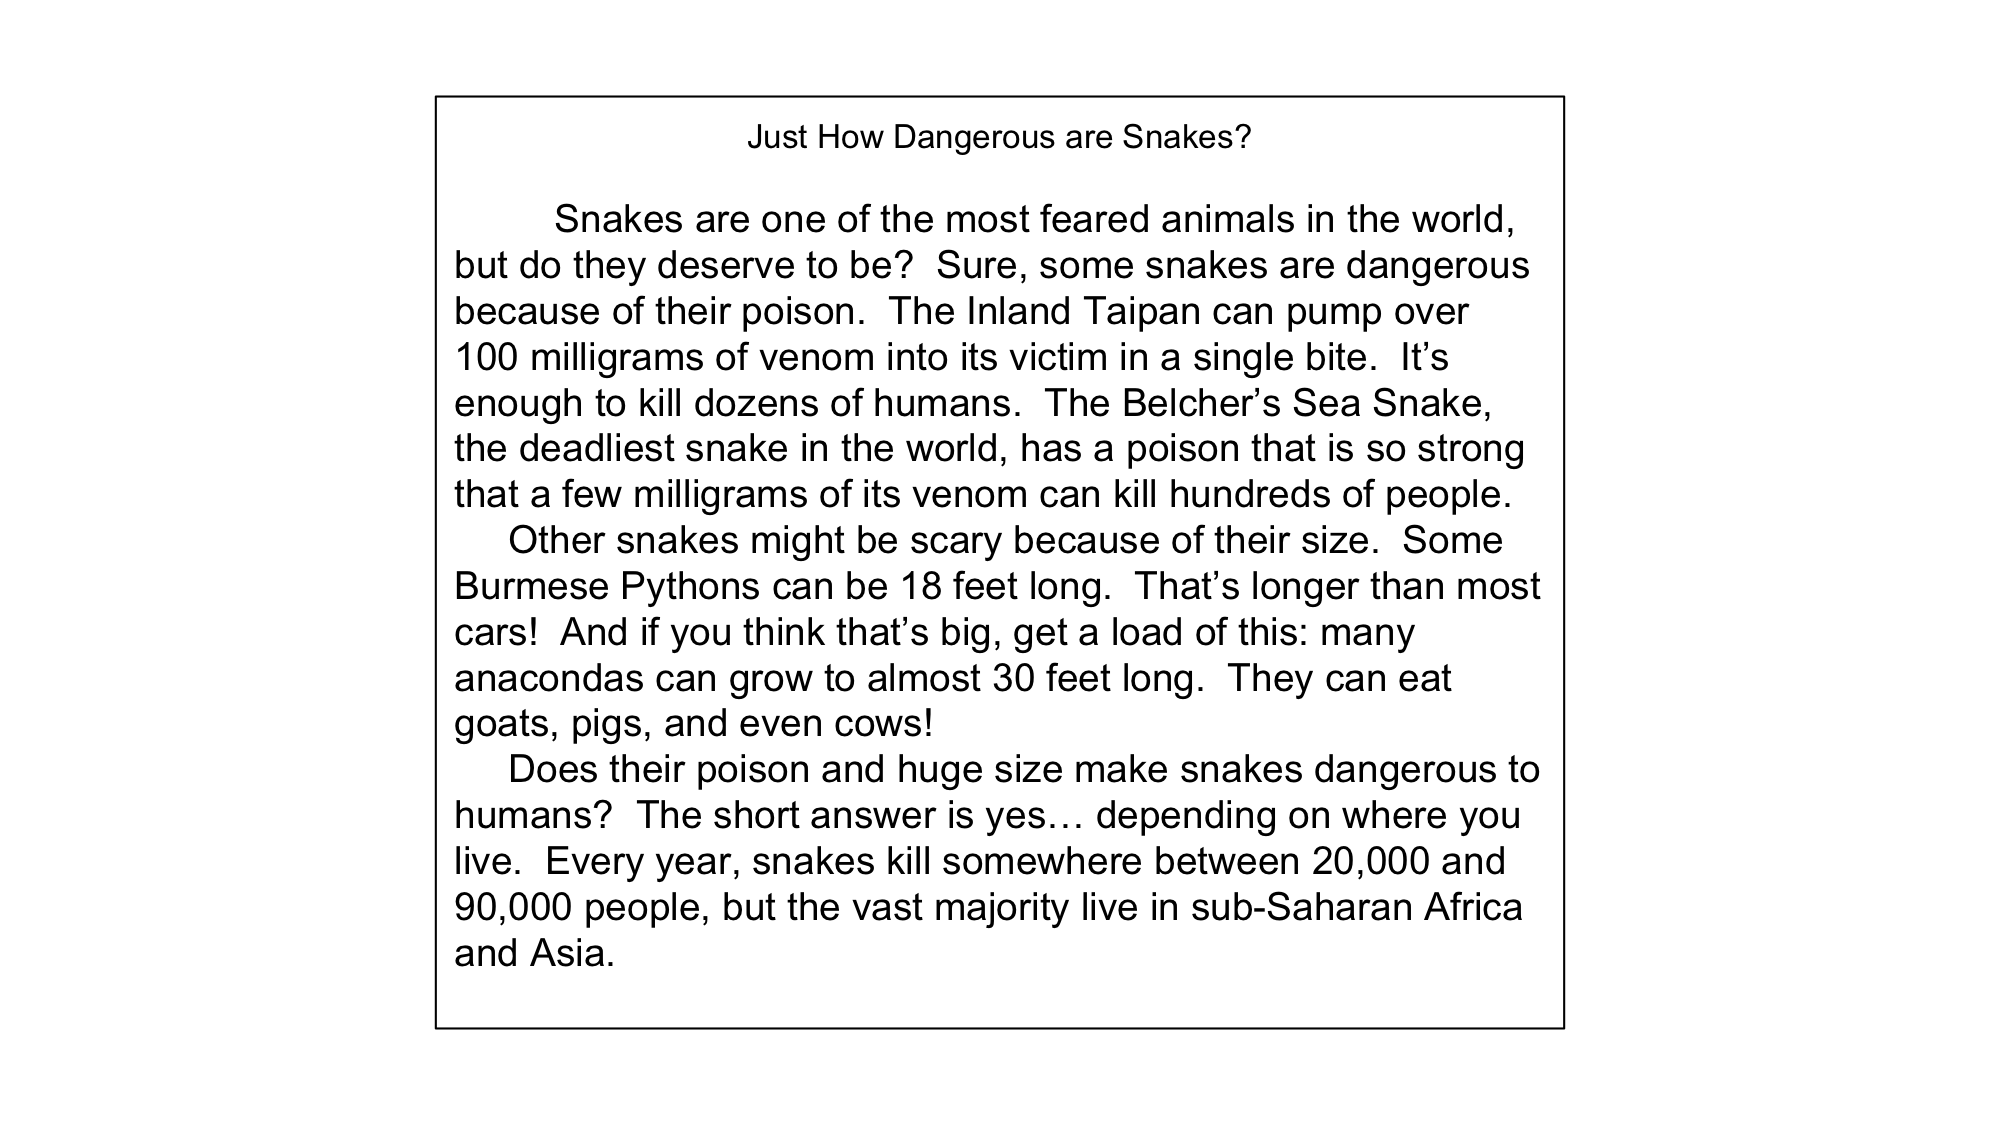 Just How Dangerous are Snakes?
Snakes are one of the most feared animals in the world,
but do they deserve to be?  Sure, some snakes are dangerous
because of their poison.  The Inland Taipan can pump over
100 milligrams of venom into its victim in a single bite.  It’s
enough to kill dozens of humans.  The Belcher’s Sea Snake,
the deadliest snake in the world, has a poison that is so strong
that a few milligrams of its venom can kill hundreds of people.
Other snakes might be scary because of their size.  Some
Burmese Pythons can be 18 feet long.  That’s longer than most
cars!  And if you think that’s big, get a load of this: many
anacondas can grow to almost 30 feet long.  They can eat
goats, pigs, and even cows!
Does their poison and huge size make snakes dangerous to
humans?  The short answer is yes… depending on where you
live.  Every year, snakes kill somewhere between 20,000 and
90,000 people, but the vast majority live in sub-Saharan Africa
and Asia.